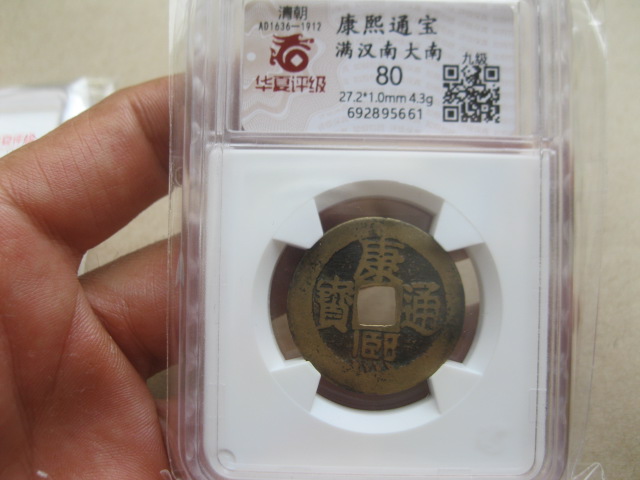 清朝
AD1636-1912
华夏评级
康熙通宝
满汉南大南
80
九级
27.2*1.0mm 4.3g
692895661
康熙通寶